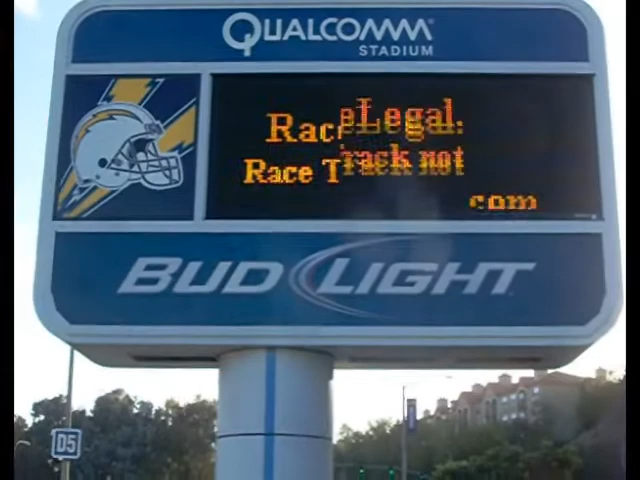 QUALCOMM
STADIUM
RaceLegal.
Race Track not
com
BUD LIGHT
D5